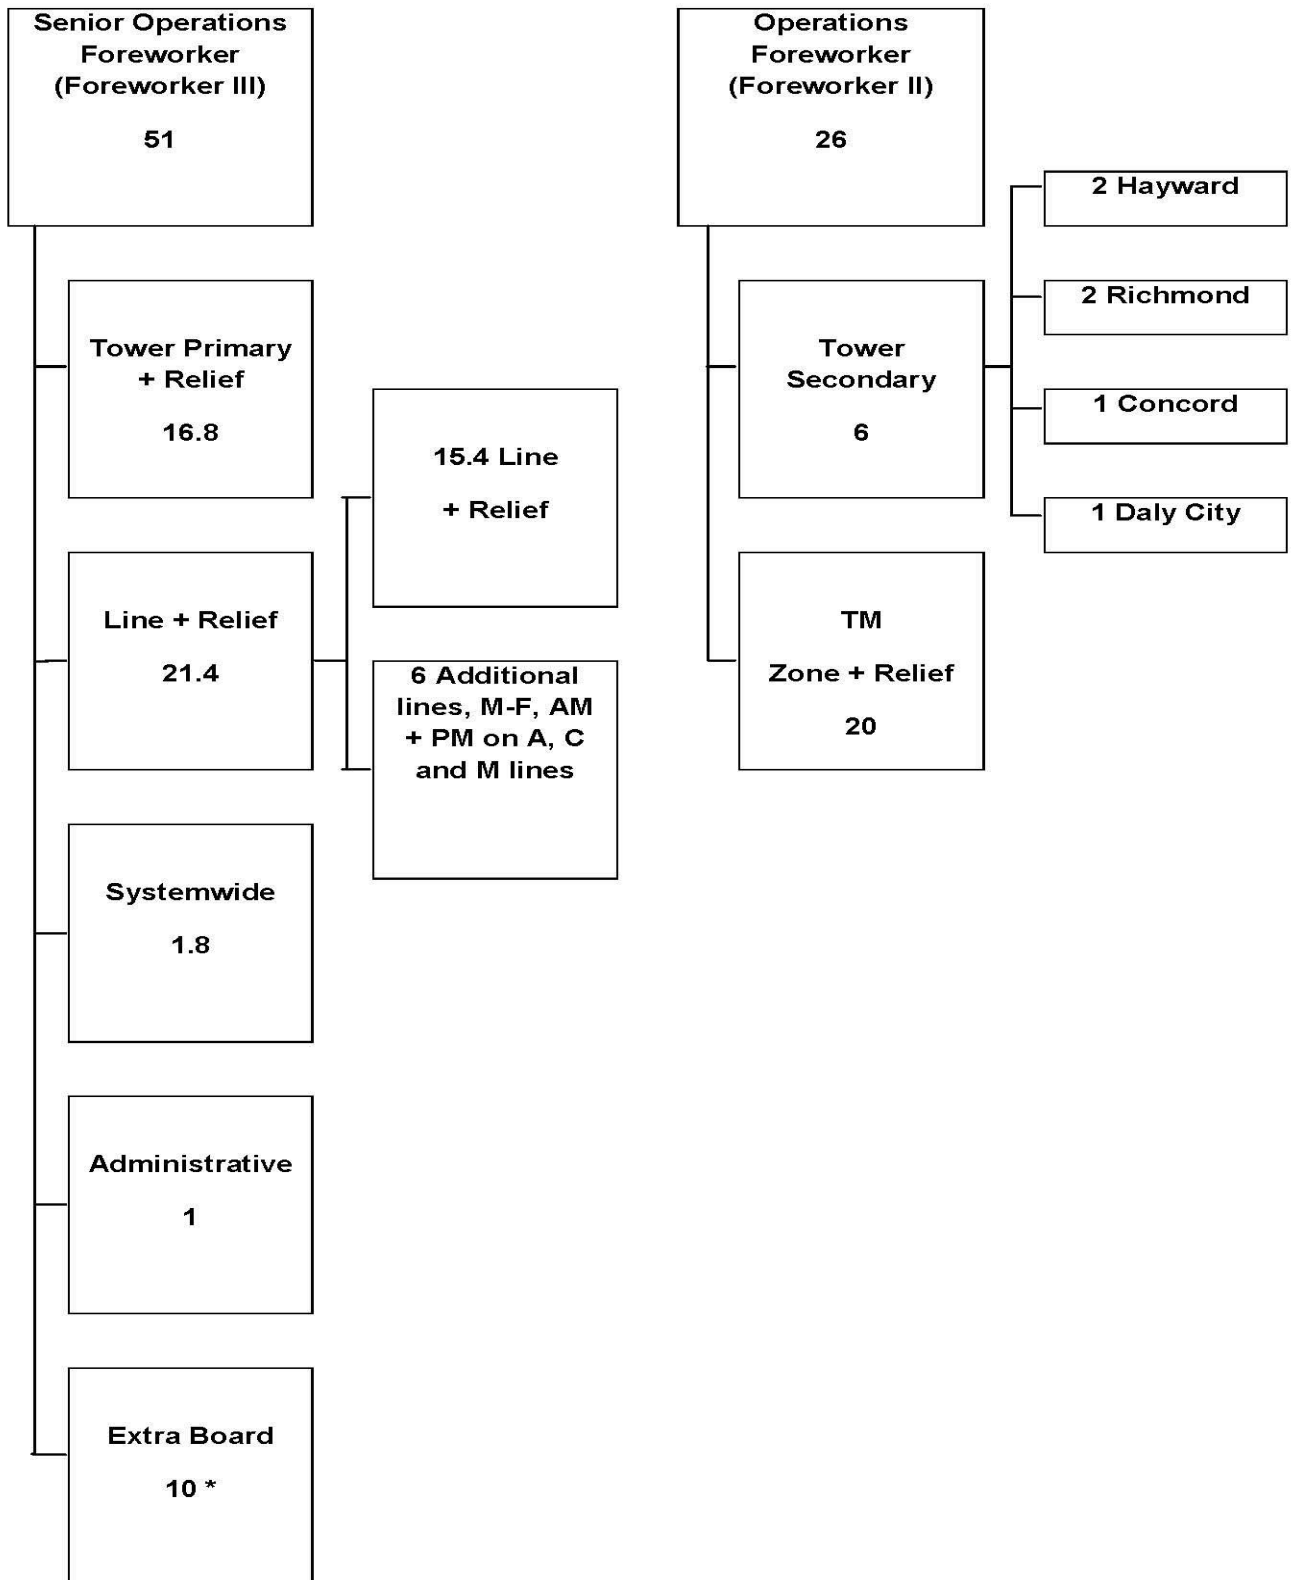 Senior Operations
Foreworker
(Foreworker III)
51
Tower Primary
+ Relief
16.8
Line + Relief
21.4
15.4 Line
+ Relief
6 Additional
lines, M-F, AM
+ PM on A, C
and M lines
Systemwide
1.8
Administrative
1
Extra Board
10 *
Operations
Foreworker
(Foreworker II)
26
Tower
Secondary
6
2 Hayward
2 Richmond
1 Concord
1 Daly City
TM
Zone + Relief
20